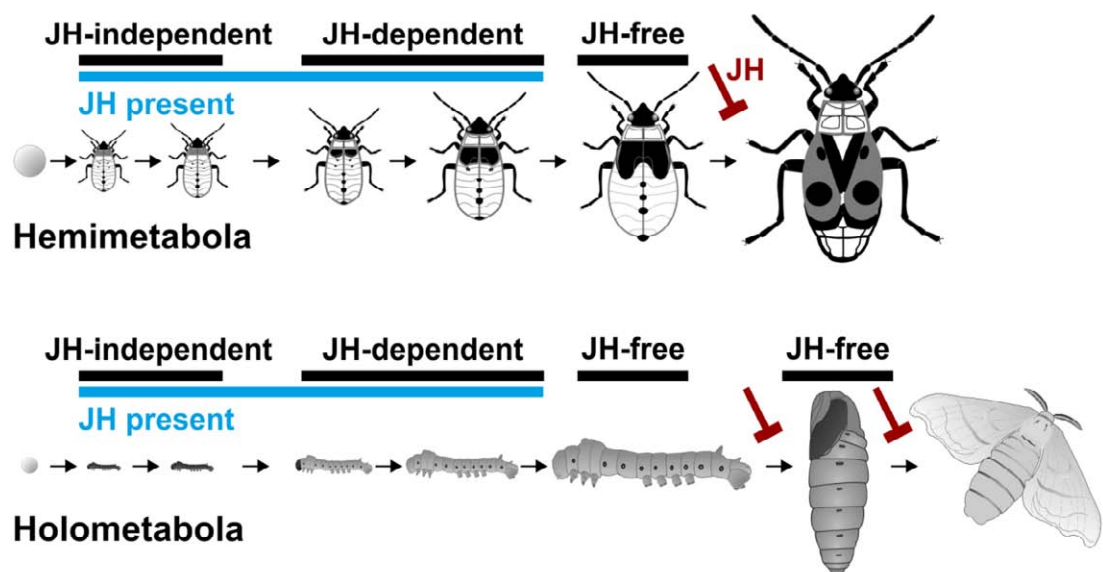 JH-independent
JH-dependent
JH-free
JH
JH present
Hemimetabola
JH-independent
JH-dependent
JH-free
JH-free
JH present
Holometabola